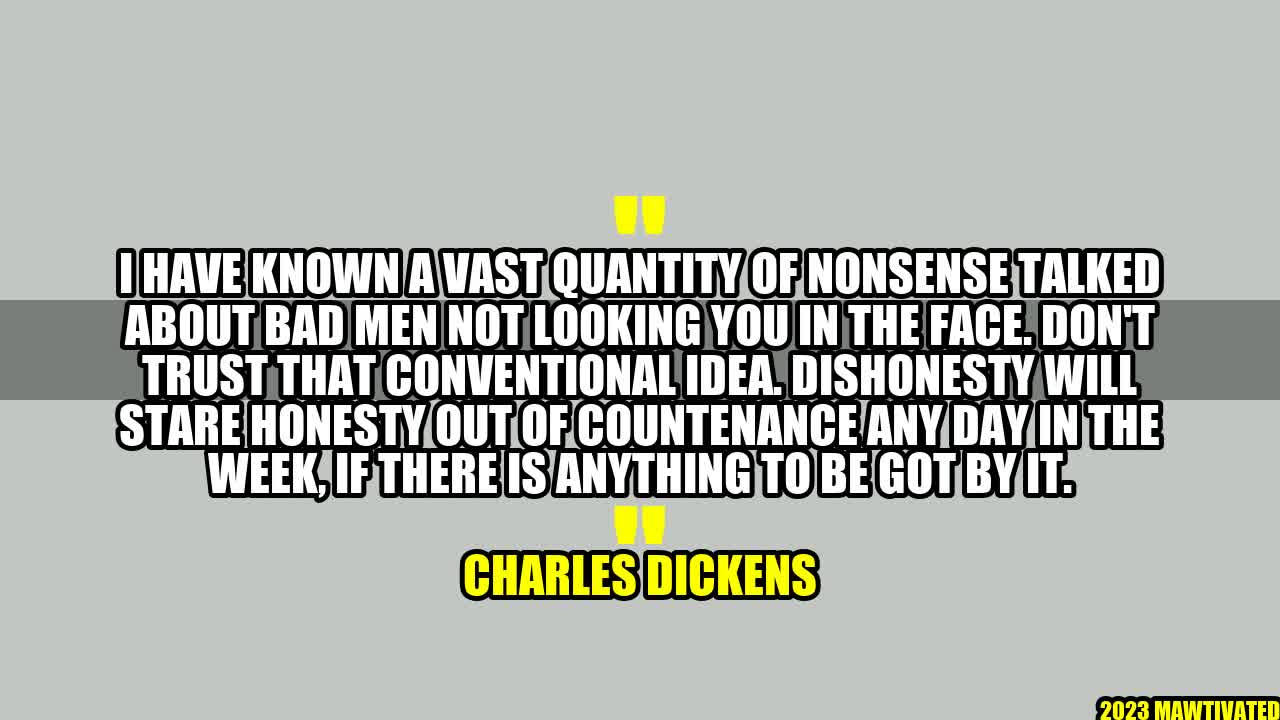 "
I HAVE KNOWN A VAST QUANTITY OF NONSENSE TALKED
ABOUT BAD MEN NOT LOOKING YOU IN THE FACE. DON'T
TRUST THAT CONVENTIONAL IDEA. DISHONESTY WILL
STARE HONESTY OUT OF COUNTENANCE ANY DAY IN THE
WEEK, IF THERE IS ANYTHING TO BE GOT BY IT.
"
CHARLES DICKENS
2023 MAWTIVATED